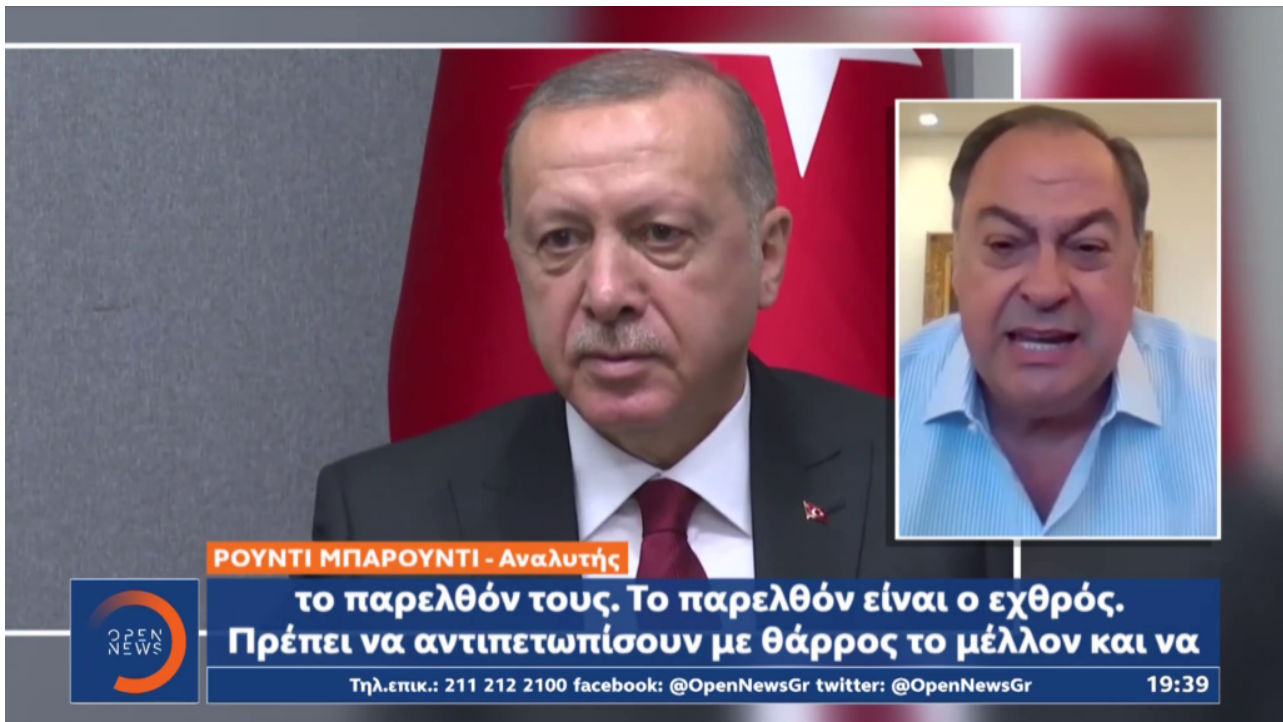 ΡΟΥΝΤΙ ΜΠΑΡΟΥΝΤΙ - Αναλυτής
το παρελθόν τους. Το παρελθόν είναι ο εχθρός.
Πρέπει να αντιπετωπίσουν με θάρρος το μέλλον και να
OPEN
NEWS
Τηλ.επικ.: 211 212 2100 facebook: @OpenNewsGr twitter: @OpenNewsGr 19:39